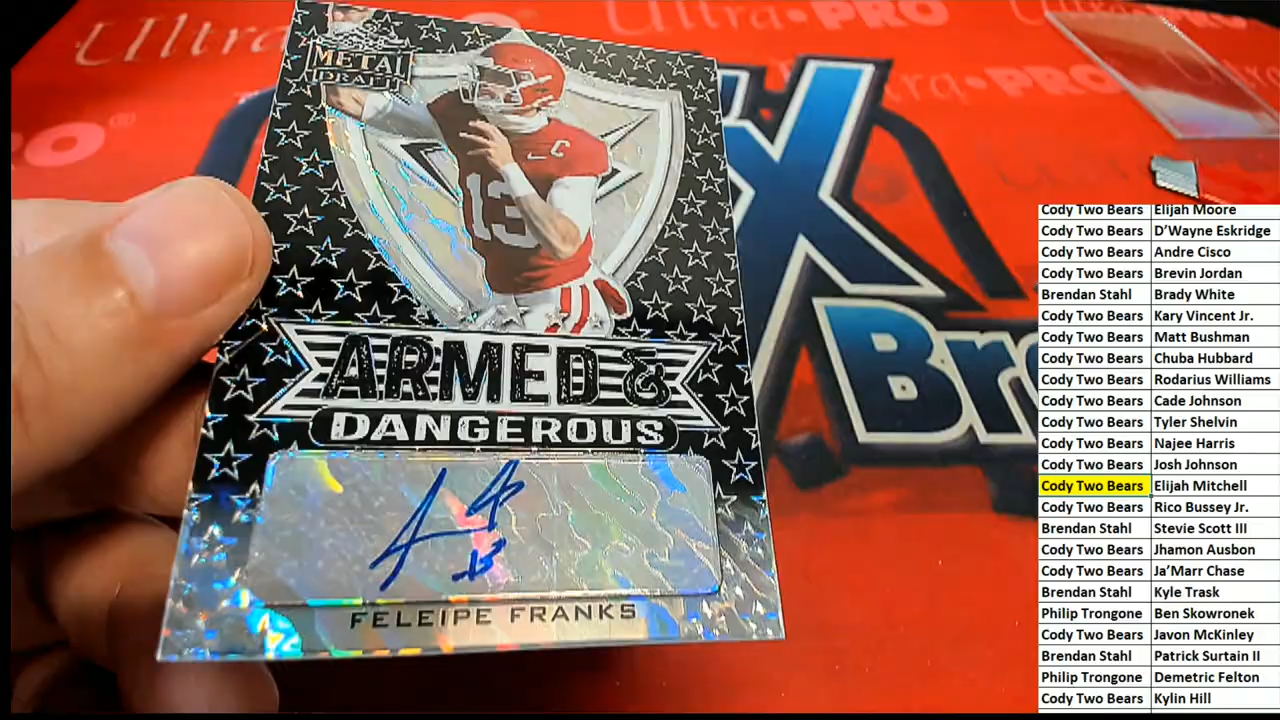 Ultra•PRO
Ultra•PRO
PRO®
METAL
DRAFT
C
13
ARMED &
DANGEROUS
13
FELEIPE FRANKS
X
Bre
Cody Two Bears Elijah Moore
Cody Two Bears D'Wayne Eskridge
Cody Two Bears Andre Cisco
Cody Two Bears Brevin Jordan
Brendan Stahl Brady White
Cody Two Bears Kary Vincent Jr.
Cody Two Bears Matt Bushman
Cody Two Bears Chuba Hubbard
Cody Two Bears Rodarius Williams
Cody Two Bears Cade Johnson
Cody Two Bears Tyler Shelvin
Cody Two Bears Najee Harris
Cody Two Bears Josh Johnson
Cody Two Bears Elijah Mitchell
Cody Two Bears Rico Bussey Jr.
Brendan Stahl Stevie Scott III
Cody Two Bears Jhamon Ausbon
Cody Two Bears Ja'Marr Chase
Brendan Stahl Kyle Trask
Philip Trongone Ben Skowronek
Cody Two Bears Javon McKinley
Brendan Stahl Patrick Surtain II
Philip Trongone Demetric Felton
Cody Two Bears Kylin Hill